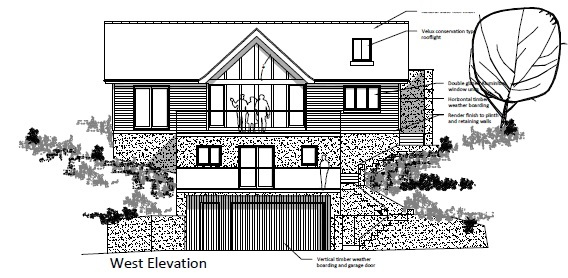 Velux conservation type
rooflight
Double glazed aluminium
window units
Horizontal timber
weather boarding
Render finish to plinth
and retaining walls
Vertical timber weather
boarding and garage door
West Elevation